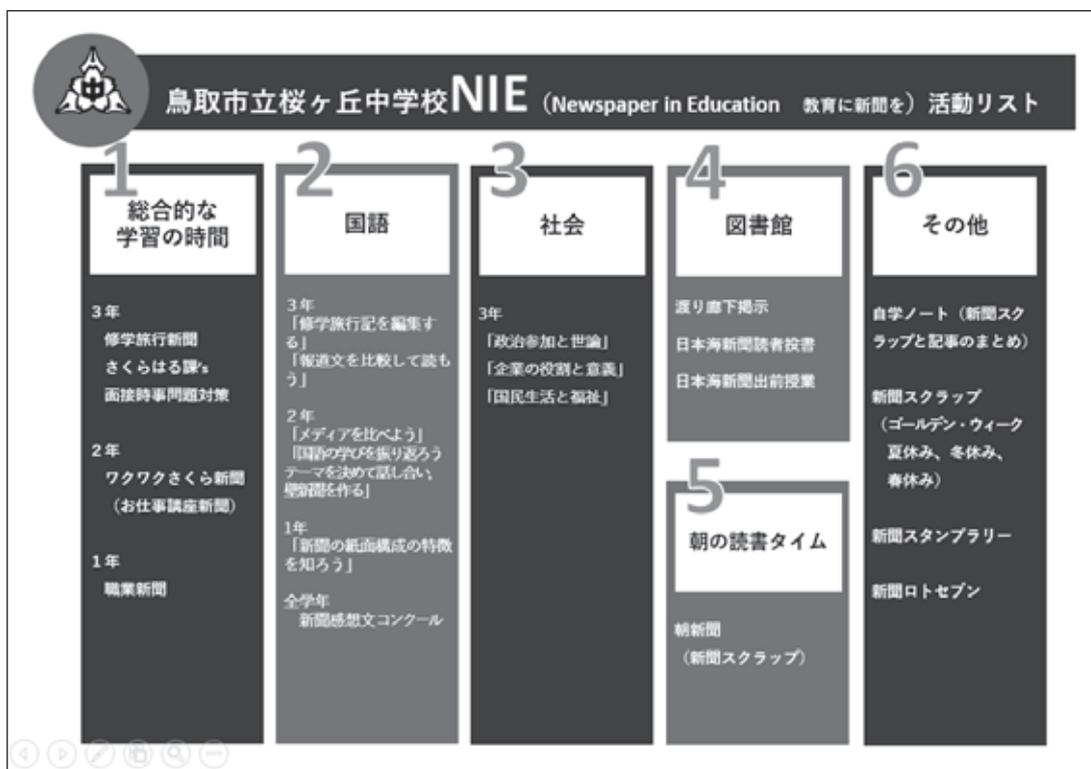 中
鳥取市立桜ヶ丘中学校NIE（Newspaper in Education　教育に新聞を）活動リスト
1
総合的な
学習の時間
3年
修学旅行新聞
さくらはる課's
面接時事問題対策
2年
ワクワクさくら新聞
（お仕事講座新聞）
1年
職業新聞
2
国語
3年
「修学旅行記を編集す
る」
「報道文を比較して読も
う」
2年
「メディアを比べよう」
「国語の学びを振り返ろう
テーマを決めて話し合い、
壁新聞を作る」
1年
「新聞の紙面構成の特徴
を知ろう」
全学年
新聞感想文コンクール
3
社会
3年
「政治参加と世論」
「企業の役割と意義」
「国民生活と福祉」
4
図書館
渡り廊下掲示
日本海新聞読者投書
日本海新聞出前授業
5
朝の読書タイム
朝新聞
（新聞スクラップ）
6
その他
自学ノート（新聞スク
ラップと記事のまとめ）
新聞スクラップ
（ゴールデン・ウィーク
夏休み、冬休み、
春休み）
新聞スタンプラリー
新聞ロトセブン